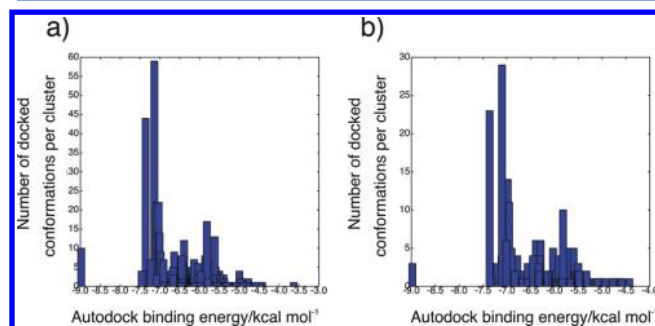 a)
b)
60
55
50
45
40
35
30
25
20
15
10
5
0
-9.0 -8.5 -8.0 -7.5 -7.0 -6.5 -6.0 -5.5 -5.0 -4.5 -4.0 -3.5 -3.0
Number of docked
conformations per cluster
Autodock binding energy/kcal mol⁻¹
30
25
20
15
10
5
0
-9.0 -8.5 -8.0 -7.5 -7.0 -6.5 -6.0 -5.5 -5.0 -4.5 -4.0
Number of docked
conformations per cluster
Autodock binding energy/kcal mol⁻¹